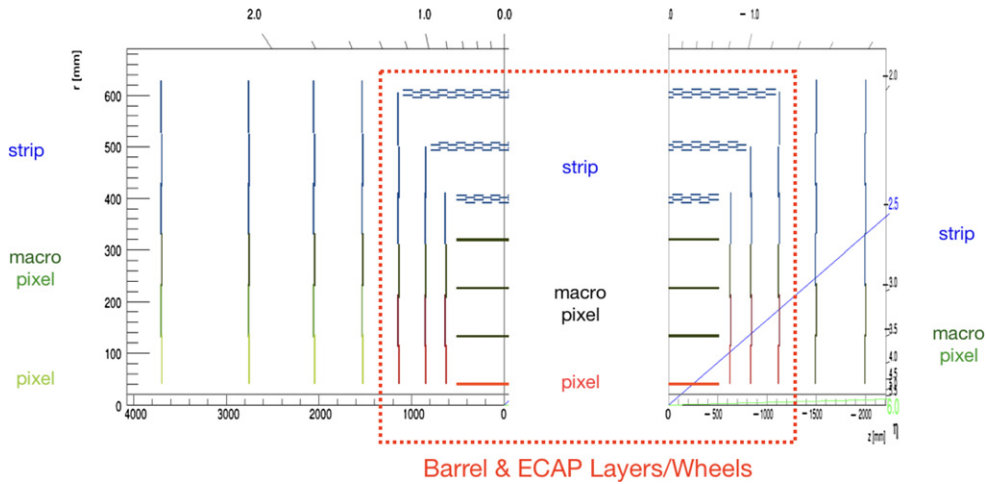 2.0 1.0 0.0 .0 – 1.0
r [mm]
600
500
400
300
200
100
0
4000 3000 2000 1000 0
strip
macro
pixel
pixel
strip
macro
pixel
pixel
–2.0
–2.5
–3.0
–3.5
–4.0
6.0
0 – 500 – 1000 – 1500 – 2000
z[mm]
η
strip
macro
pixel
Barrel & ECAP Layers/Wheels